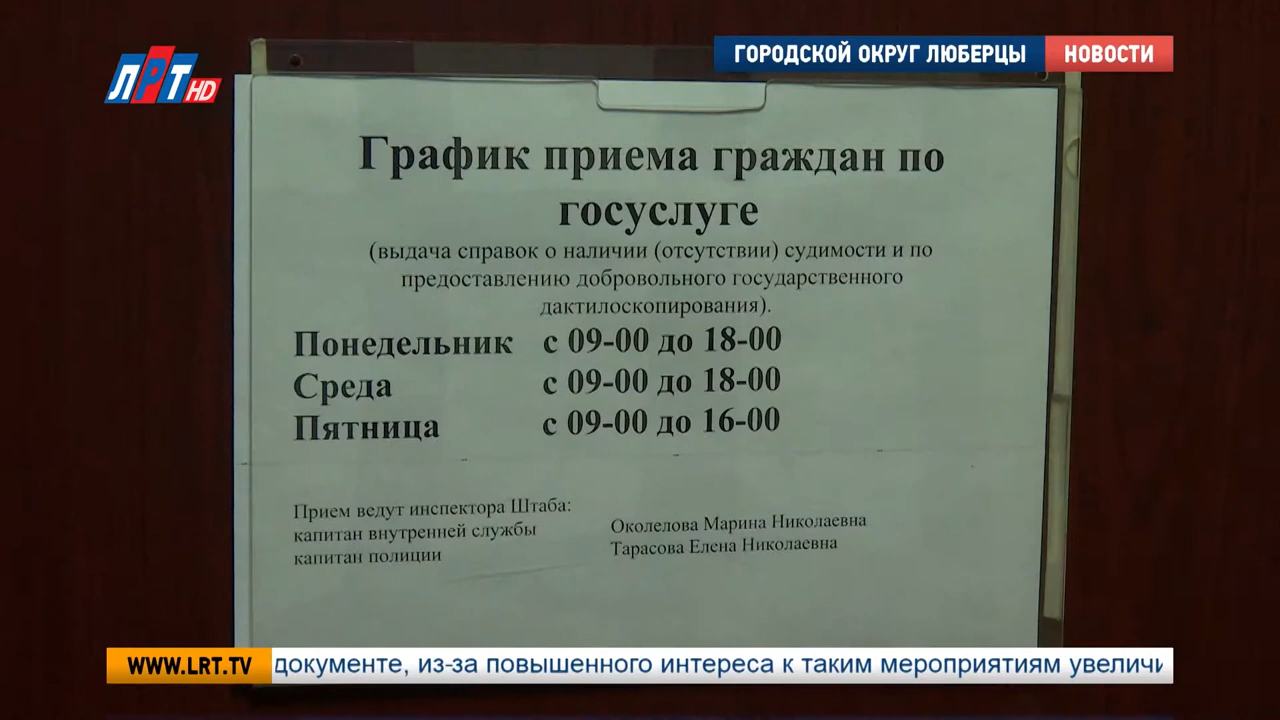 ЛРТ HD
ГОРОДСКОЙ ОКРУГ ЛЮБЕРЦЫ НОВОСТИ
График приема граждан по
госуслуге
(выдача справок о наличии (отсутствии) судимости и по
предоставлению добровольного государственного
дактилоскопирования).
Понедельник с 09-00 до 18-00
Среда с 09-00 до 18-00
Пятница с 09-00 до 16-00
Прием ведут инспектора Штаба:
капитан внутренней службы Околелова Марина Николаевна
капитан полиции Тарасова Елена Николаевна
WWW.LRT.TV документе, из-за повышенного интереса к таким мероприятиям увеличи